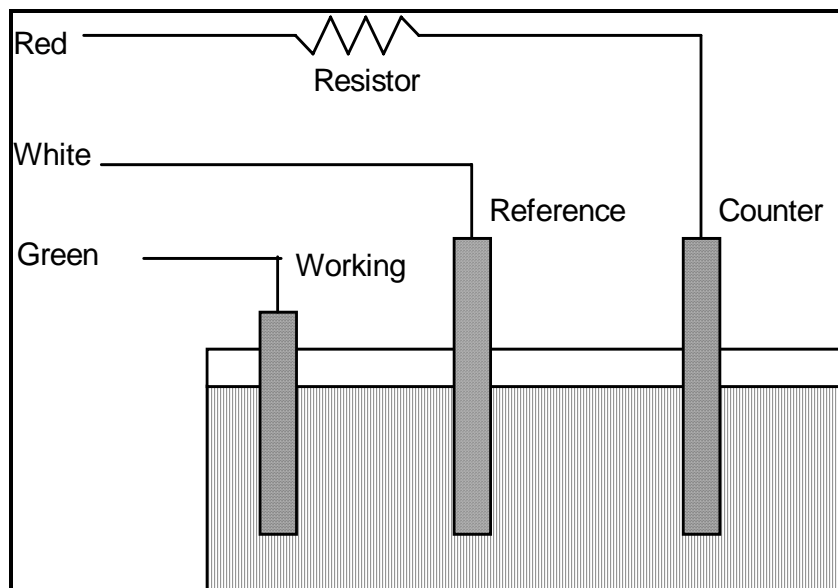 Red
Resistor
White
Reference
Counter
Green
Working